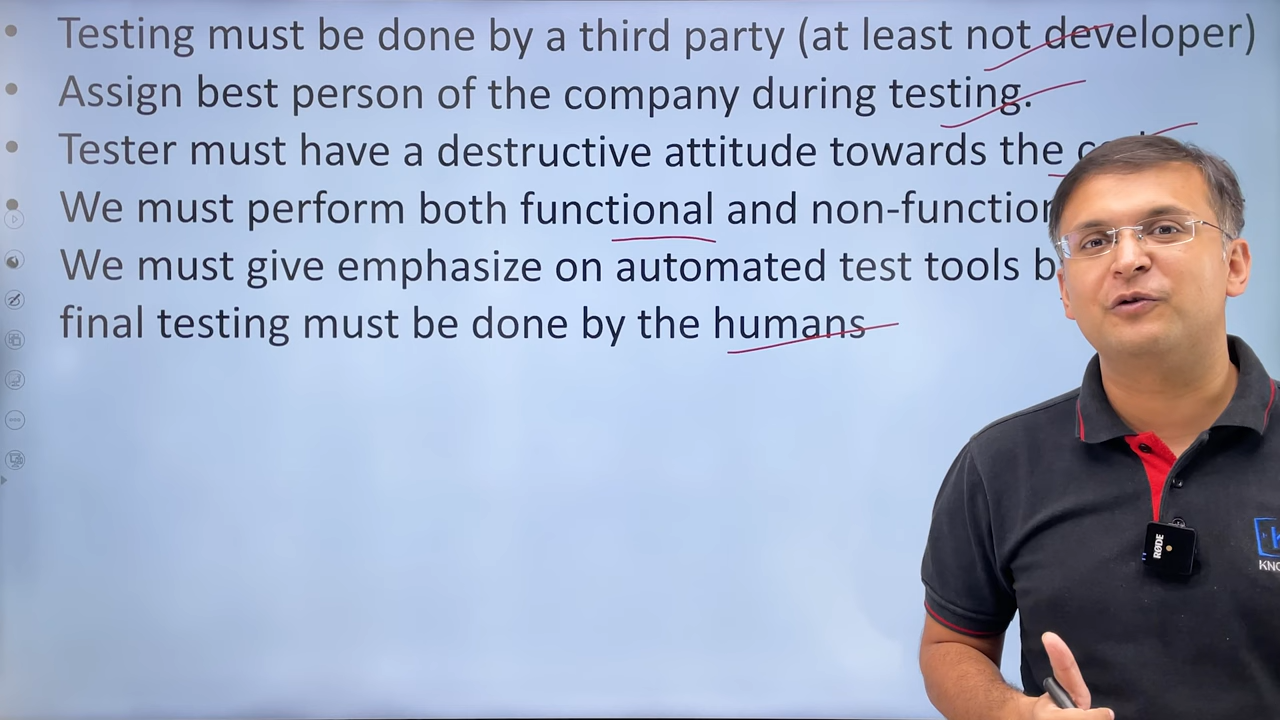 • Testing must be done by a third party (at least not developer)
• Assign best person of the company during testing.
• Tester must have a destructive attitude towards the
• We must perform both functional and
We must give emphasize on automated test tools
final testing must be done by the humans
RØDE